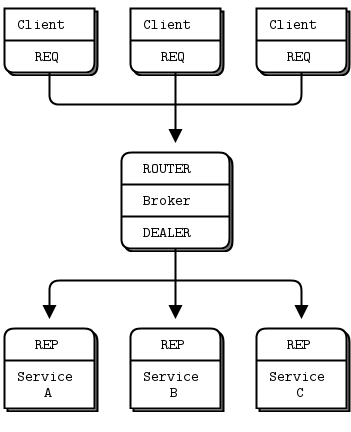 Client Client Client
REQ REQ REQ
ROUTER
Broker
DEALER
REP REP REP
Service Service Service
A B C